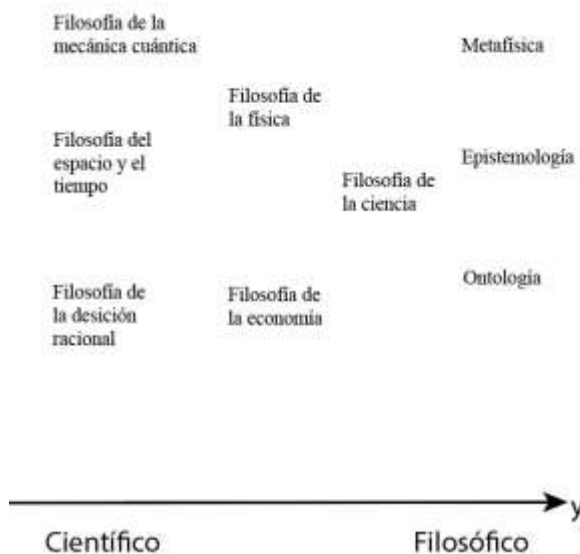 Filosofía de la
mecánica cuántica
Metafísica
Filosofía de
la física
Filosofía del
espacio y el
tiempo
Epistemología
Filosofía de
la ciencia
Ontología
Filosofía de
la desición
racional
Filosofía de
la economía
y
Científico
Filosófico